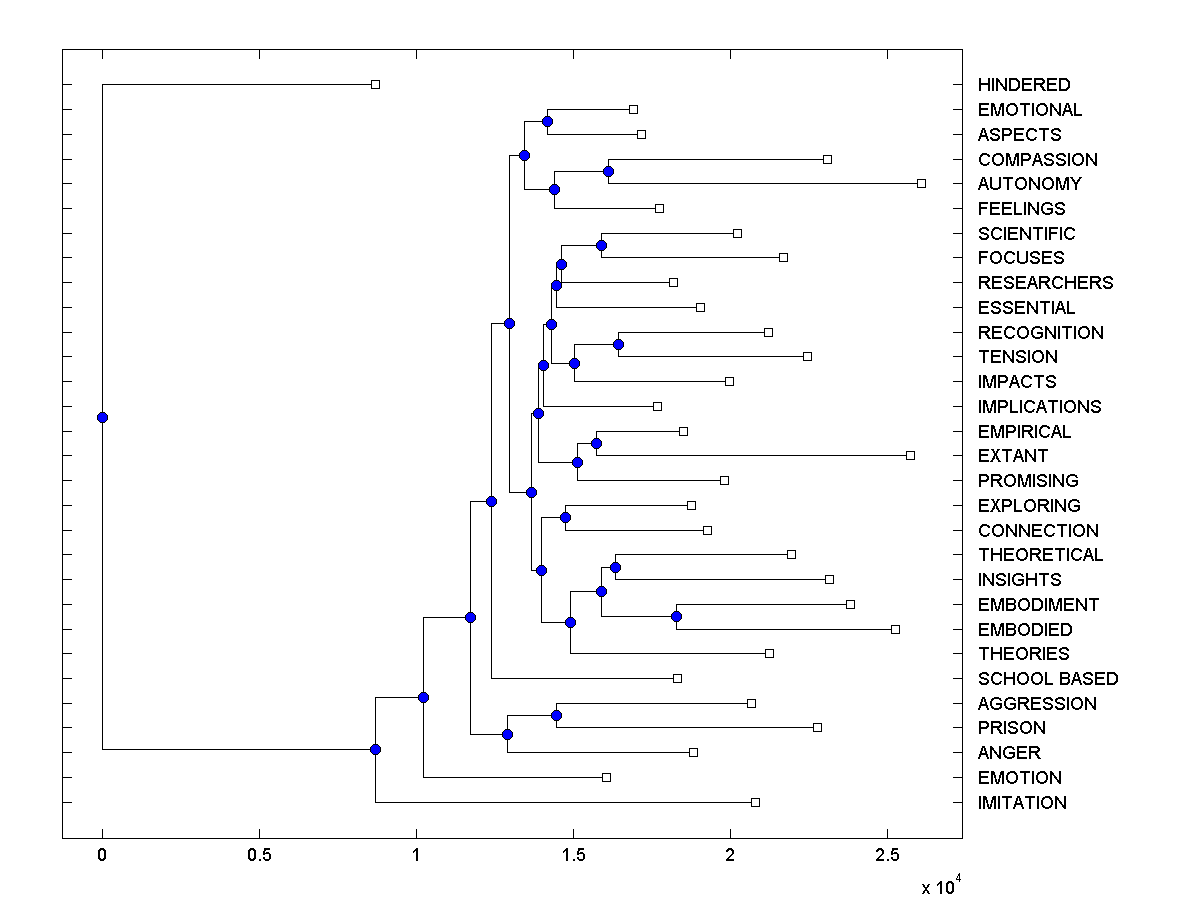 HINDERED
EMOTIONAL
ASPECTS
COMPASSION
AUTONOMY
FEELINGS
SCIENTIFIC
FOCUSES
RESEARCHERS
ESSENTIAL
RECOGNITION
TENSION
IMPACTS
IMPLICATIONS
EMPIRICAL
EXTANT
PROMISING
EXPLORING
CONNECTION
THEORETICAL
INSIGHTS
EMBODIMENT
EMBODIED
THEORIES
SCHOOL BASED
AGGRESSION
PRISON
ANGER
EMOTION
IMITATION
0 0.5 1 1.5 2 2.5
x 10^4